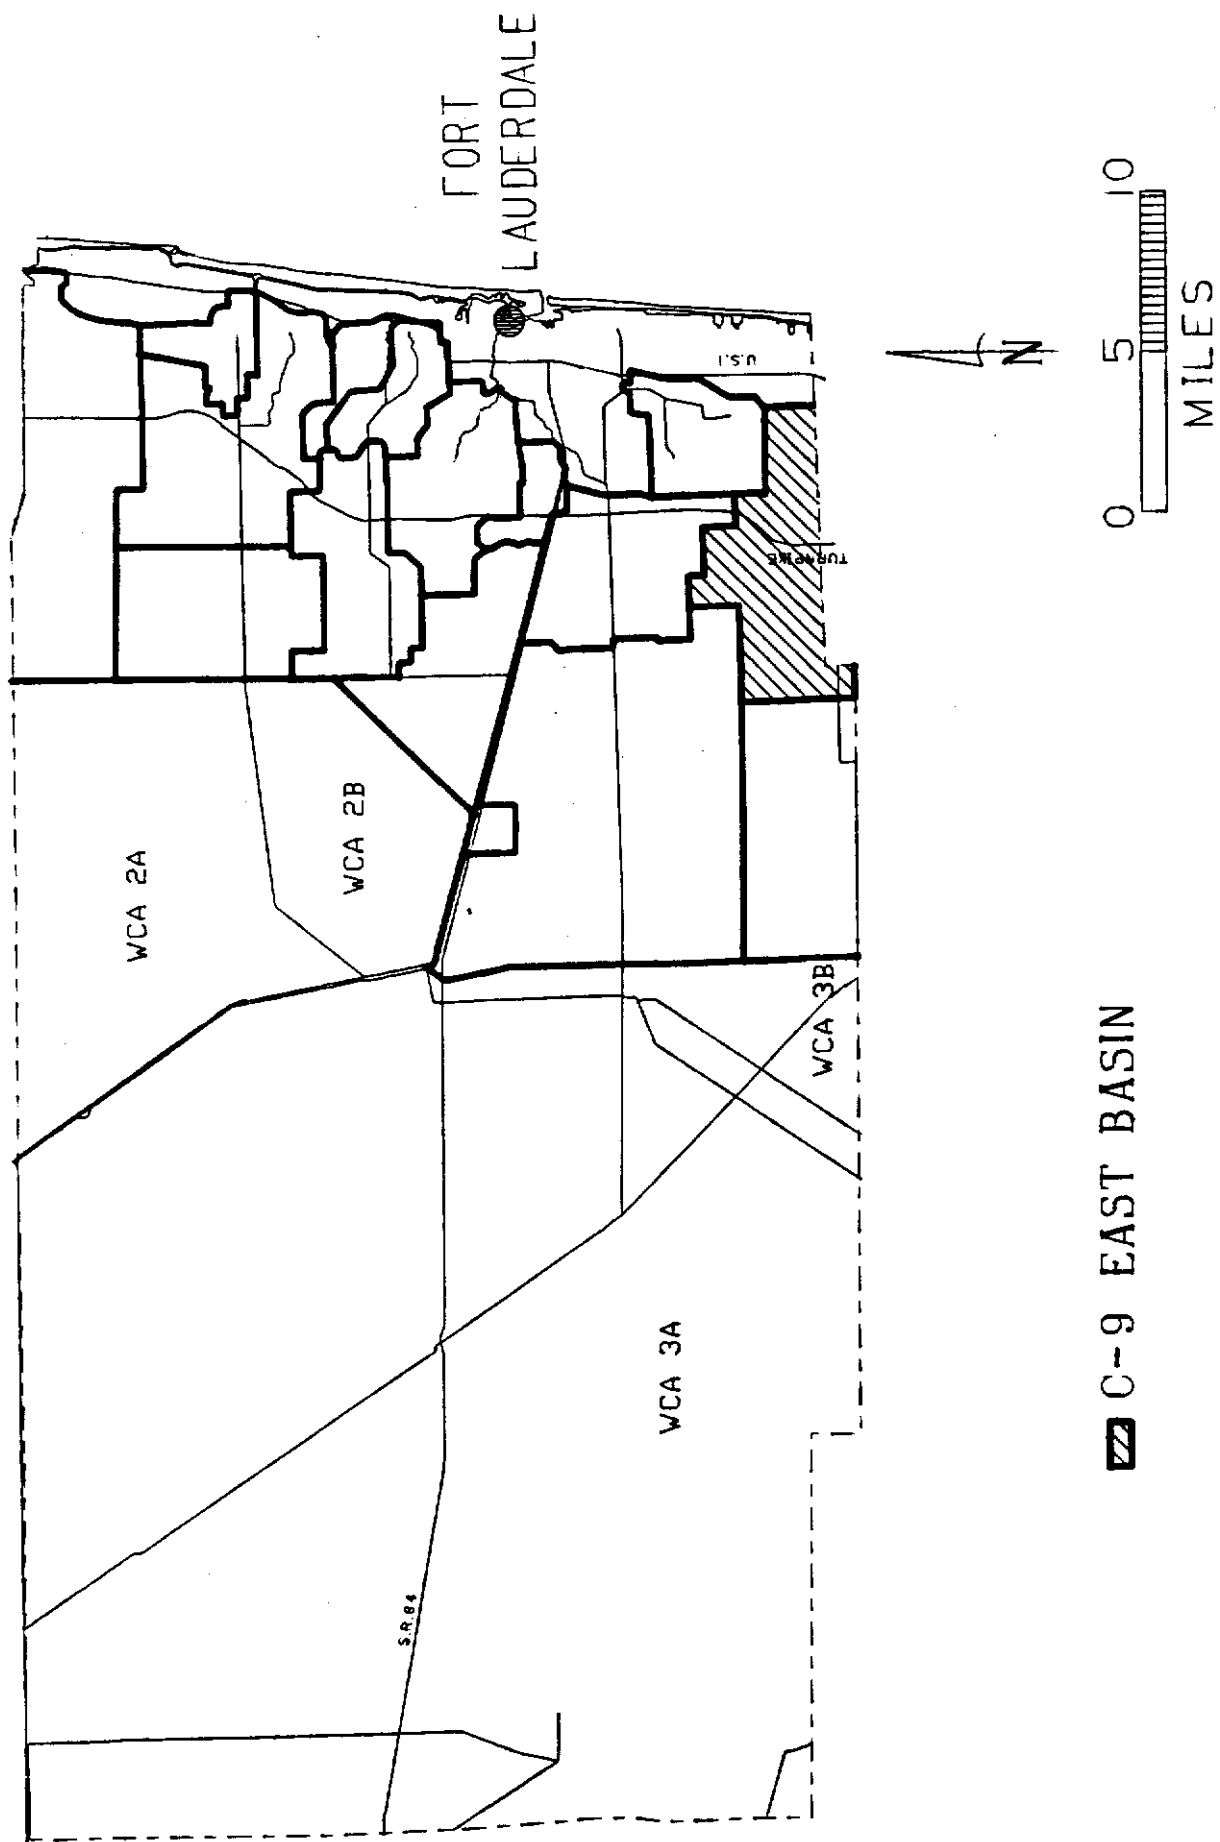 FORT
LAUDERDALE
WCA 2A
WCA 2B
U.S.1
TURNPIKE
WCA 3B
WCA 3A
S.R.84
C-9 EAST BASIN
N
0 5 10
MILES